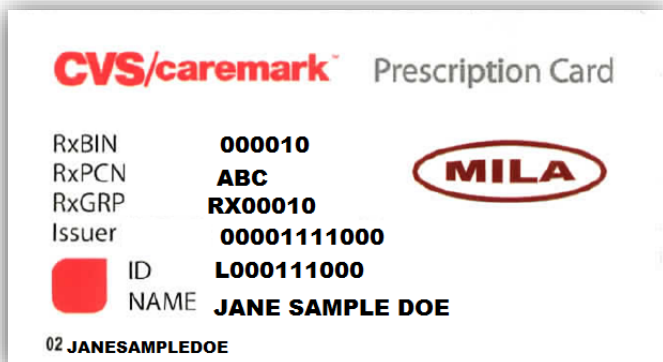 CVS/caremark™ Prescription Card
RxBIN 000010
MILA
RxPCN ABC
RxGRP RX00010
Issuer 00001111000
ID L000111000
NAME JANE SAMPLE DOE
02 JANESAMPLEDOE